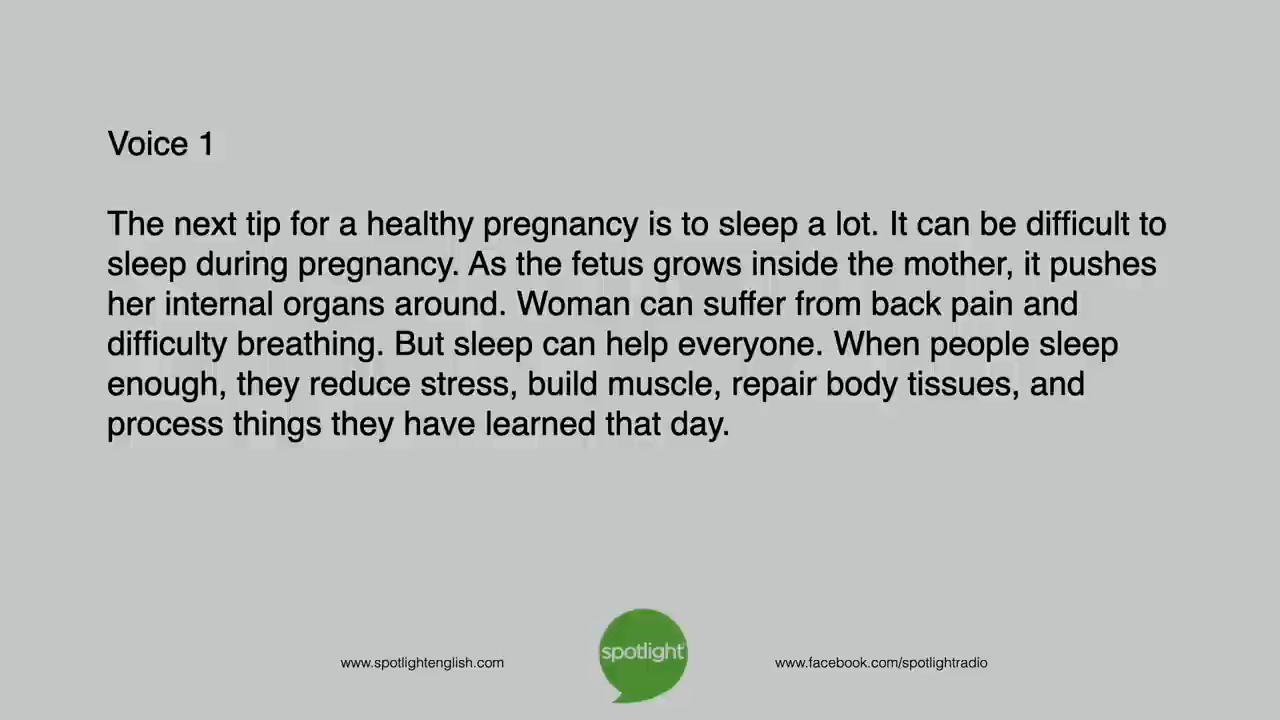 Voice 1
The next tip for a healthy pregnancy is to sleep a lot. It can be difficult to
sleep during pregnancy. As the fetus grows inside the mother, it pushes
her internal organs around. Woman can suffer from back pain and
difficulty breathing. But sleep can help everyone. When people sleep
enough, they reduce stress, build muscle, repair body tissues, and
process things they have learned that day.
www.spotlightenglish.com
spotlight
www.facebook.com/spotlightradio